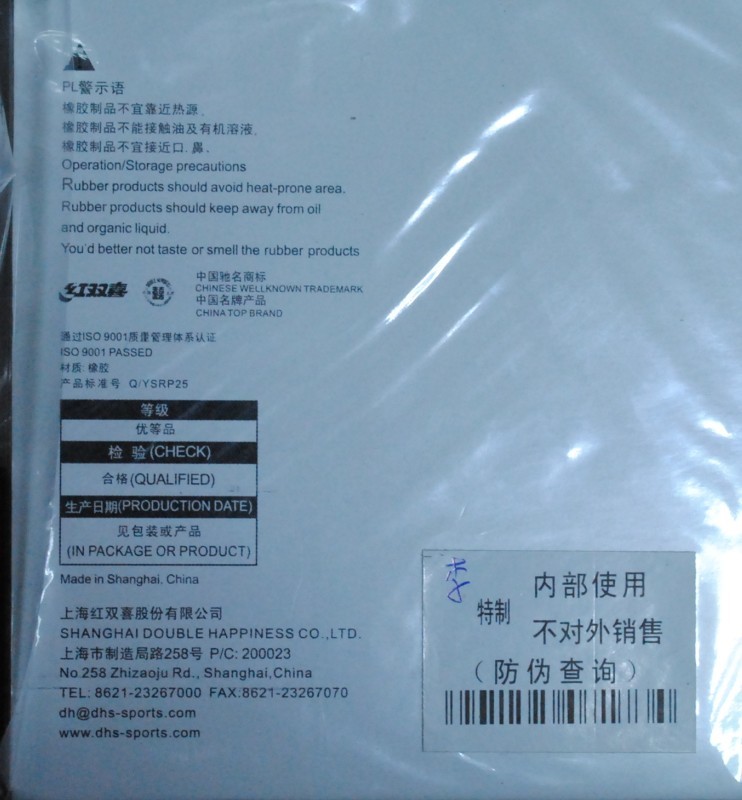 PL警示语
橡胶制品不宜靠近热源.
橡胶制品不能接触油及有机溶液.
橡胶制品不宜接近口.鼻.
Operation/Storage precautions
Rubber products should avoid heat-prone area.
Rubber products should keep away from oil
and organic liquid.
You'd better not taste or smell the rubber products
红双喜
中国驰名商标
CHINESE WELLKNOWN TRADEMARK
中国名牌产品
CHINA TOP BRAND
通过ISO 9001质量管理体系认证
ISO 9001 PASSED
材质: 橡胶
产品标准号 Q/YSRP25
等级
优等品
检 验(CHECK)
合格(QUALIFIED)
生产日期(PRODUCTION DATE)
见包装或产品
(IN PACKAGE OR PRODUCT)
Made in Shanghai. China
上海红双喜股份有限公司
SHANGHAI DOUBLE HAPPINESS CO.,LTD.
上海市制造局路258号 P/C: 200023
No.258 Zhizaoju Rd., Shanghai,China
TEL: 8621-23267000 FAX:8621-23267070
dh@dhs-sports.com
www.dhs-sports.com
李
特制
内部使用
不对外销售
(防伪查询)